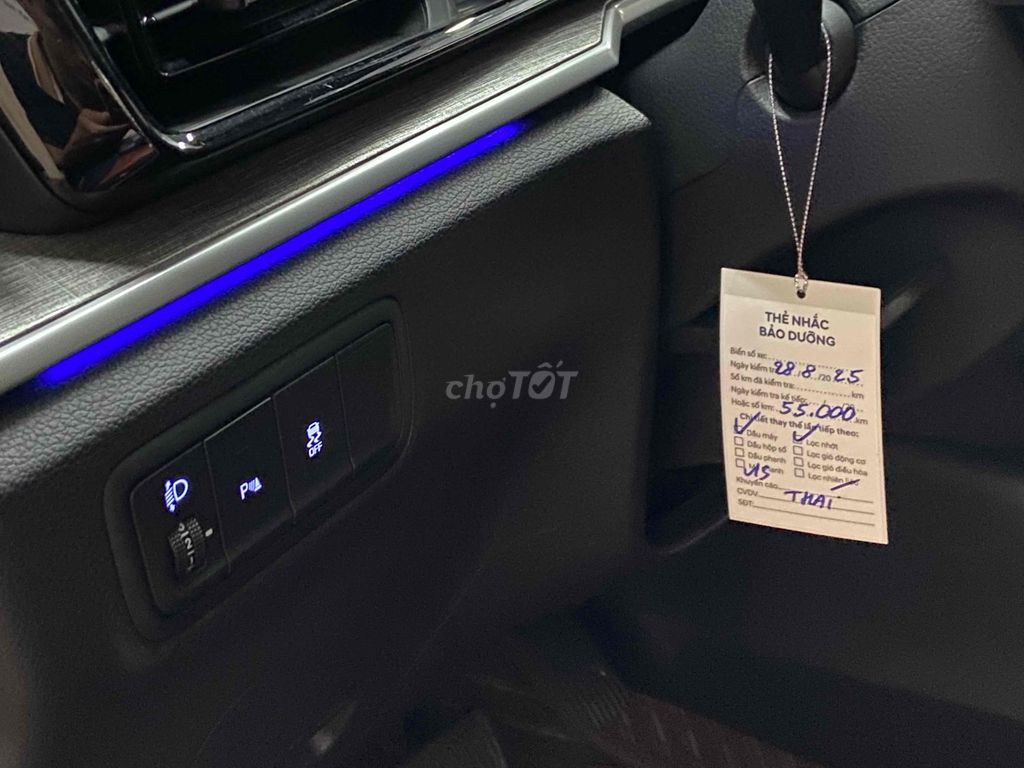 THẺ NHẮC
BẢO DƯỠNG
Biển số xe:
Ngày kiểm tra 28/8/2025
Số km đã kiểm tra: km
Ngày kiểm tra kế tiếp: /20
Hoặc số km: 55.000 km
Chi tiết thay thế lần tiếp theo:
Dầu máy Lọc nhớt
Dầu hộp số Lọc gió động cơ
Dầu phanh Lọc gió điều hòa
Lọc nhiên liệu
Khuyến cáo
CVDV THAI
SĐT:
chợTỐT
OFF
P